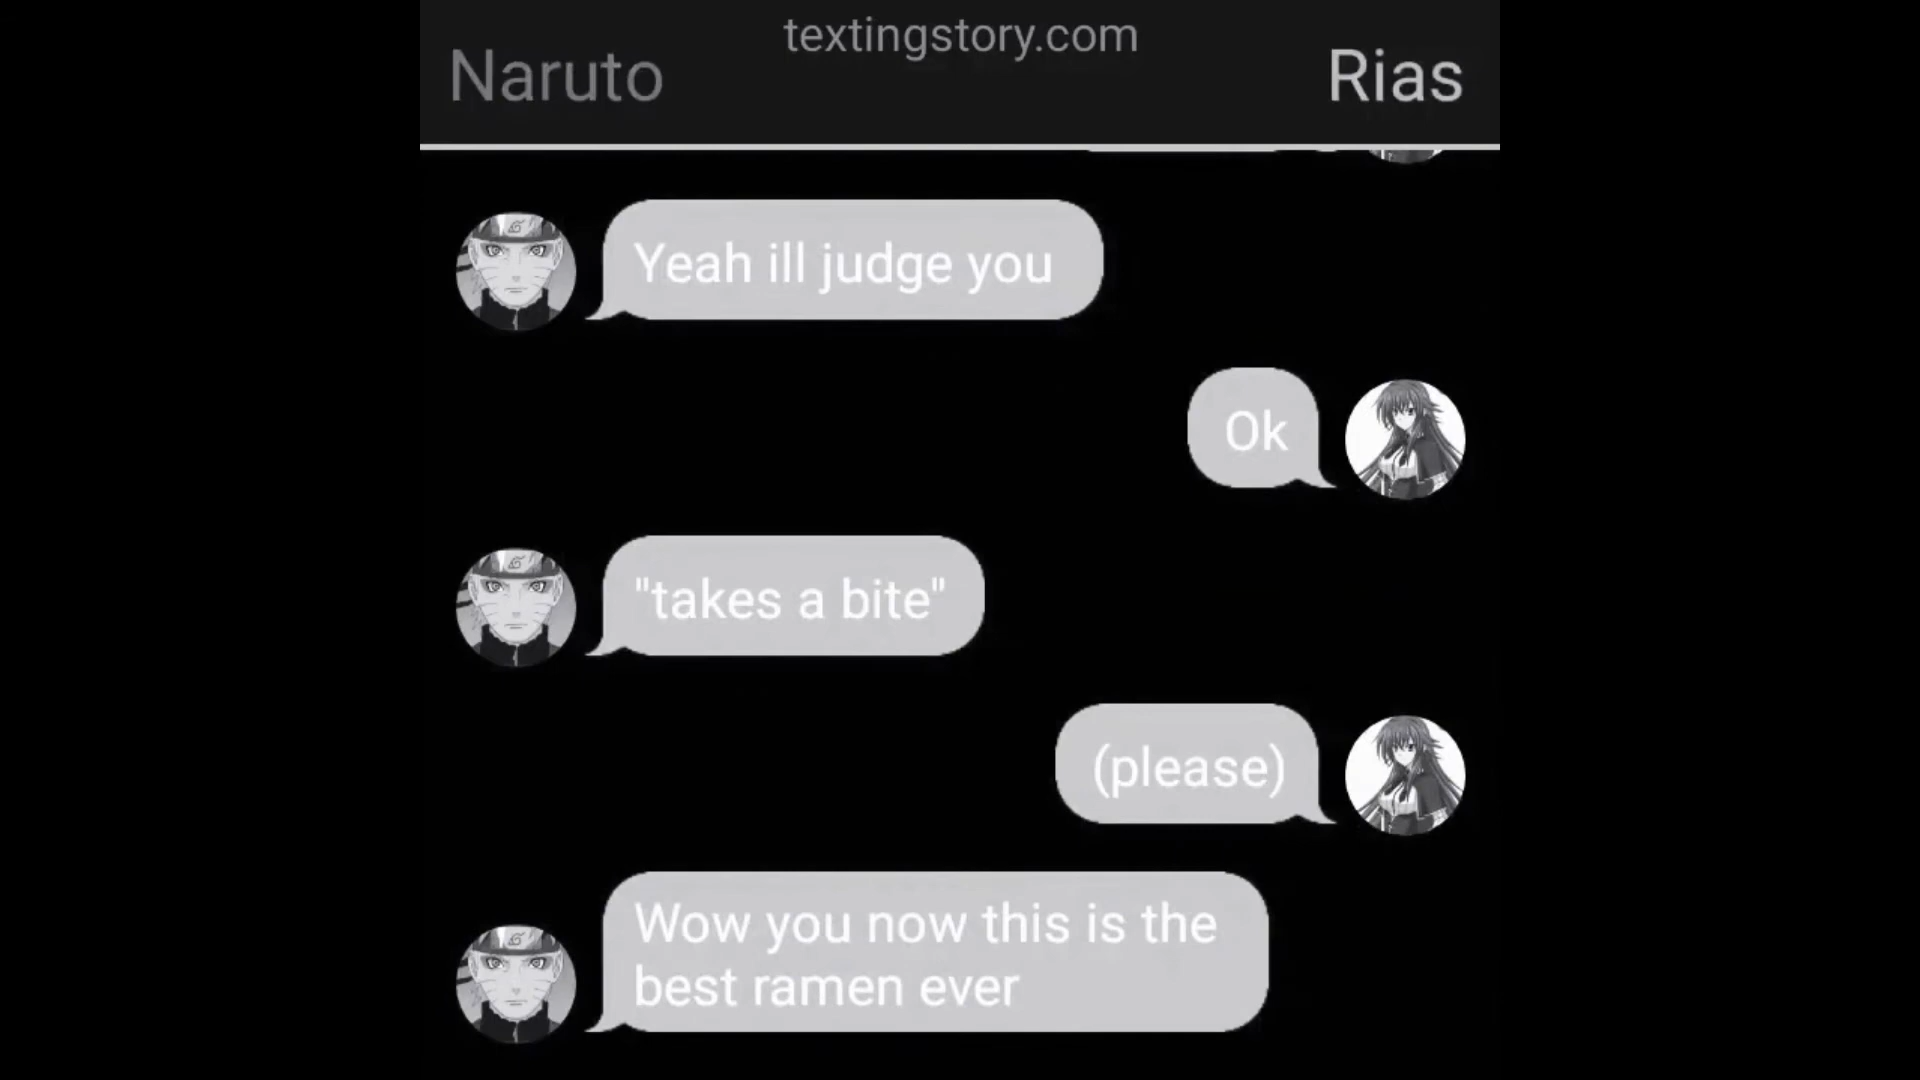 textingstory.com
Naruto
Rias
Yeah ill judge you
Ok
"takes a bite"
(please)
Wow you now this is the
best ramen ever